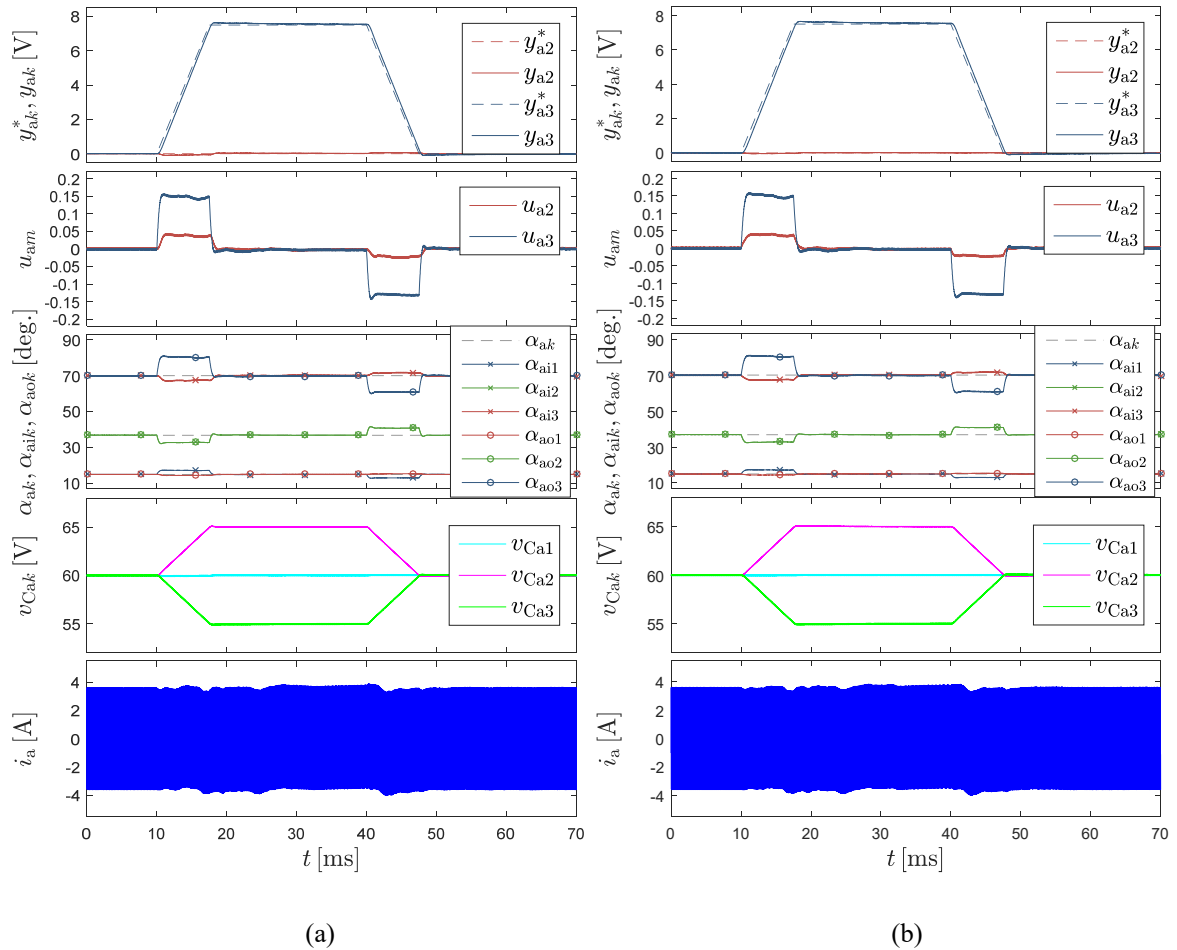 y*ak, yak [V]
8
6
4
2
0
y*a2
ya2
y*a3
ya3
uam
0.2
0.15
0.10
0.05
0
-0.05
-0.10
-0.15
-0.2
ua2
ua3
αak, αaik, αaok [deg.]
90
70
50
30
10
αak
αai1
αai2
αai3
αao1
αao2
αao3
vCak [V]
65
60
55
vCa1
vCa2
vCa3
ia [A]
4
2
0
-2
-4
0 10 20 30 40 50 60 70
t [ms]
(a)
y*ak, yak [V]
8
6
4
2
0
y*a2
ya2
y*a3
ya3
uam
0.2
0.15
0.10
0.05
0
-0.05
-0.10
-0.15
-0.2
ua2
ua3
αak, αaik, αaok [deg.]
90
70
50
30
10
αak
αai1
αai2
αai3
αao1
αao2
αao3
vCak [V]
65
60
55
vCa1
vCa2
vCa3
ia [A]
4
2
0
-2
-4
0 10 20 30 40 50 60 70
t [ms]
(b)